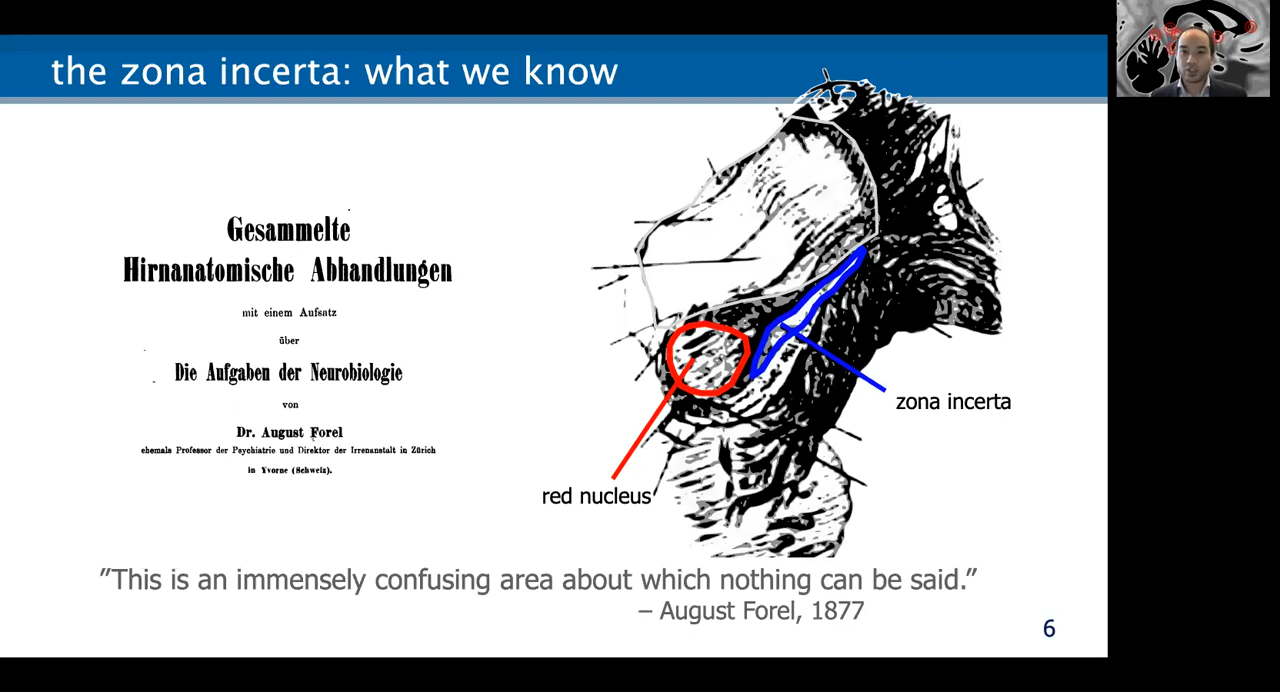 the zona incerta: what we know
Gesammelte
Hirnanatomische Abhandlungen
mit einem Aufsatz
über
Die Aufgaben der Neurobiologie
von
Dr. August Forel
ehemals Professor der Psychiatrie und Direktor der Irrenanstalt in Zürich
in Yvorne (Schweiz).
zona incerta
red nucleus
”This is an immensely confusing area about which nothing can be said.”
– August Forel, 1877
6